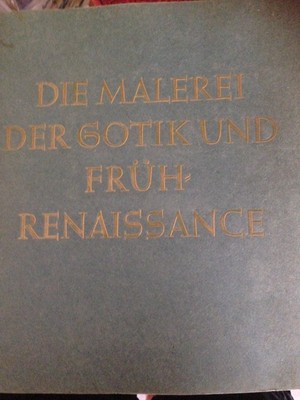 DIE MALEREI
DER GOTIK UND
FRÜH-
RENAISSANCE